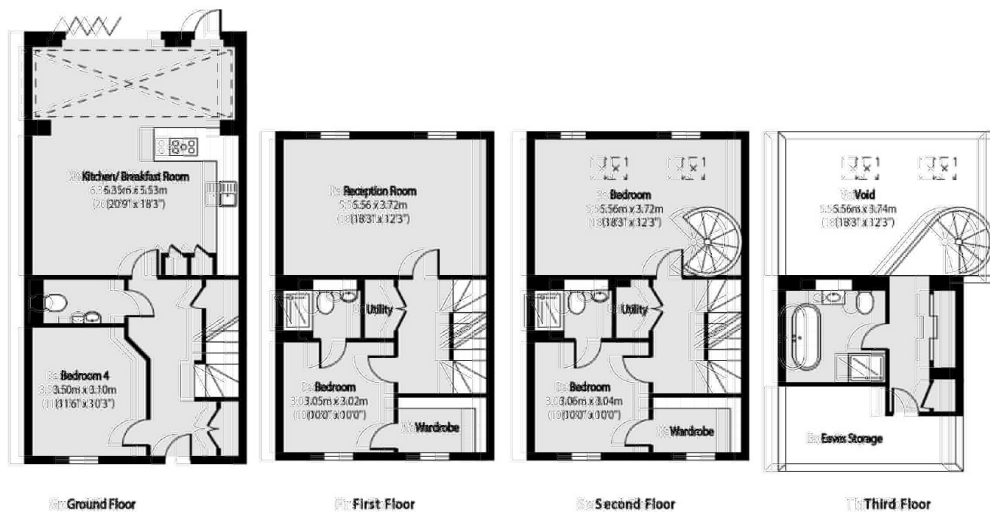 Kitchen/ Breakfast Room
6.35m x 5.53m
(20'9" x 18'3")
Bedroom 4
3.50m x 3.10m
(11'6" x 10'3")
Ground Floor
Reception Room
5.56 x 3.72m
(18'3" x 12'3")
Utility
Bedroom
3.05m x 3.02m
(10'0" x 10'0")
Wardrobe
First Floor
Bedroom
5.56m x 3.72m
(18'3" x 12'3")
Utility
Bedroom
3.06m x 3.04m
(10'0" x 10'0")
Wardrobe
Second Floor
Void
5.56m x 3.74m
(18'3" x 12'3")
Eaves Storage
Third Floor